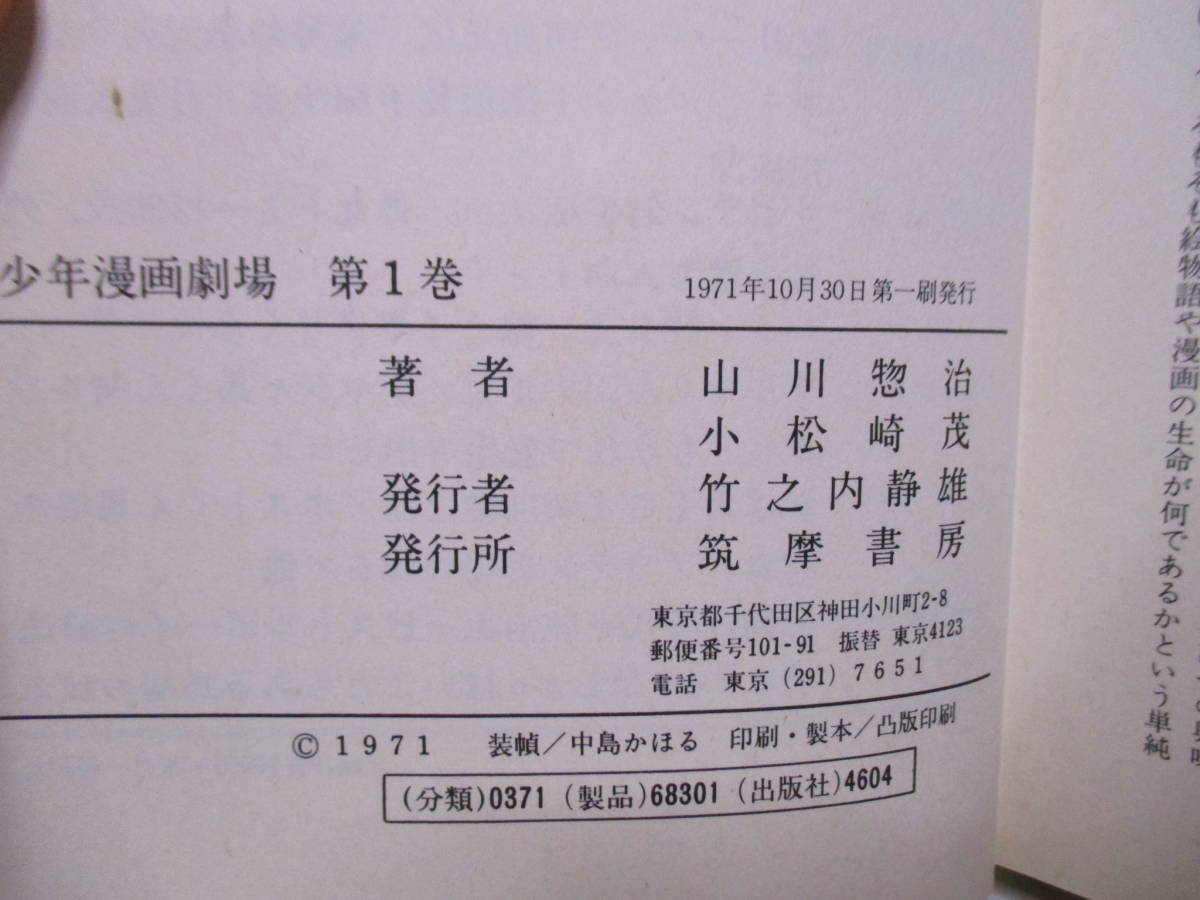 少年漫画劇場 第1巻 1971年10月30日第一刷発行
著者 山川惣治
小松崎茂
発行者 竹之内静雄
発行所 筑摩書房
東京都千代田区神田小川町2-8
郵便番号101-91 振替 東京4123
電話 東京(291)7651
© 1971 装幀/中島かほる 印刷・製本/凸版印刷
(分類)0371 (製品)68301 (出版社)4604
絵物語や漫画の生命が何であるかという単純